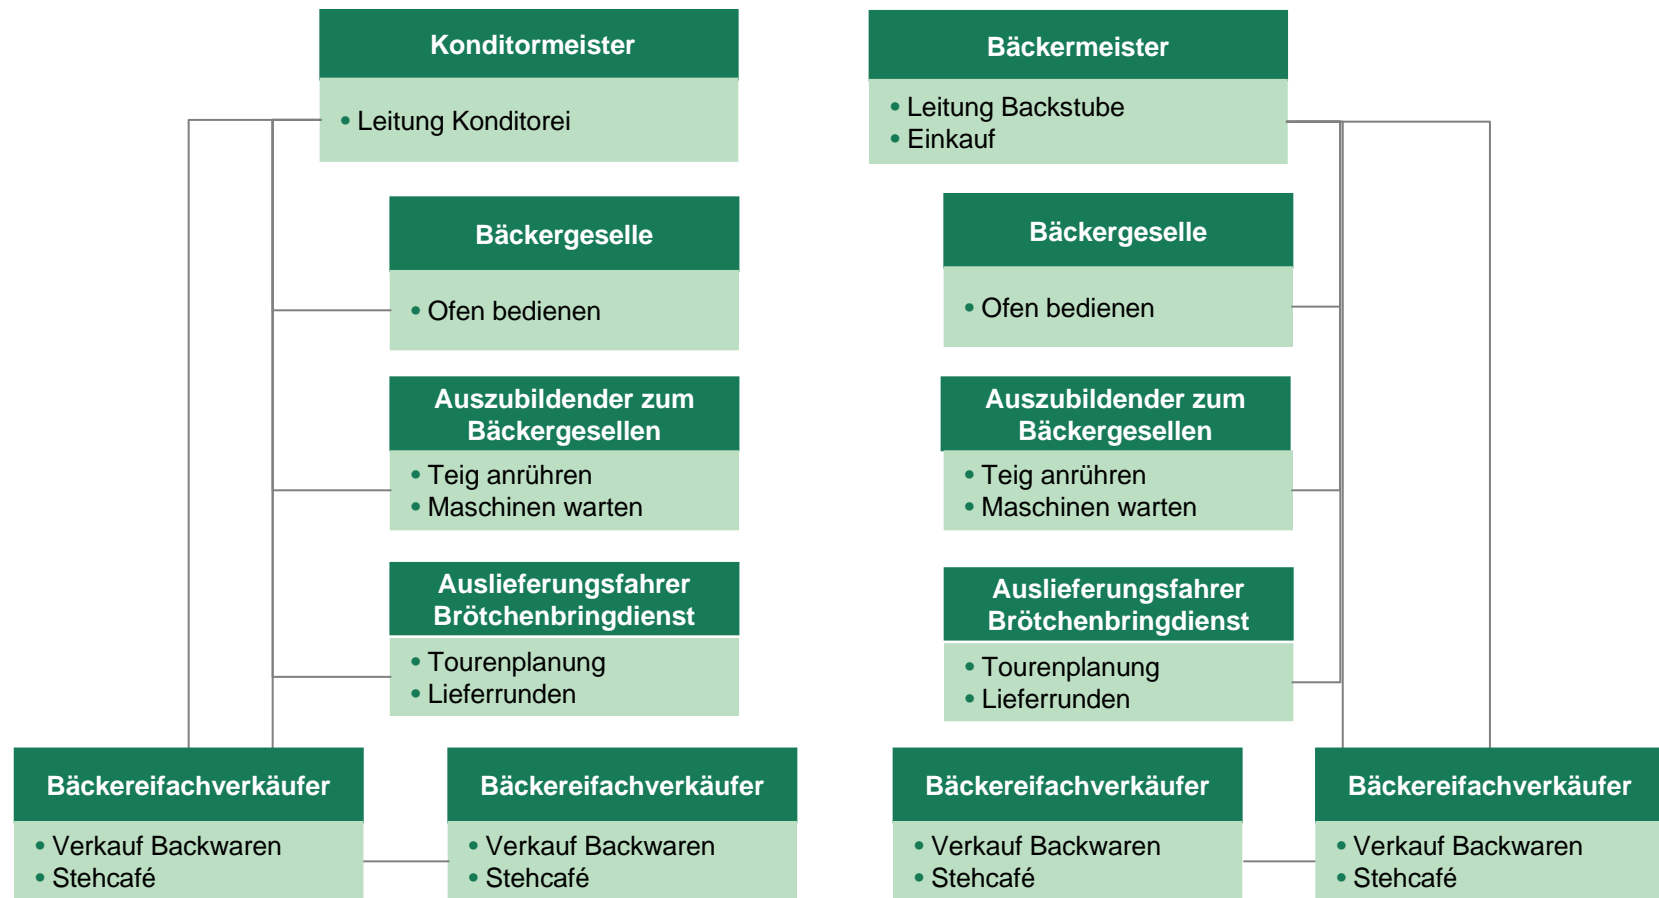 Konditormeister
• Leitung Konditorei
Bäckermeister
• Leitung Backstube
• Einkauf
Bäckergeselle
• Ofen bedienen
Bäckergeselle
• Ofen bedienen
Auszubildender zum
Bäckergesellen
• Teig anrühren
• Maschinen warten
Auszubildender zum
Bäckergesellen
• Teig anrühren
• Maschinen warten
Auslieferungsfahrer
Brötchenbringdienst
• Tourenplanung
• Lieferrunden
Auslieferungsfahrer
Brötchenbringdienst
• Tourenplanung
• Lieferrunden
Bäckereifachverkäufer
• Verkauf Backwaren
• Stehcafé
Bäckereifachverkäufer
• Verkauf Backwaren
• Stehcafé
Bäckereifachverkäufer
• Verkauf Backwaren
• Stehcafé
Bäckereifachverkäufer
• Verkauf Backwaren
• Stehcafé